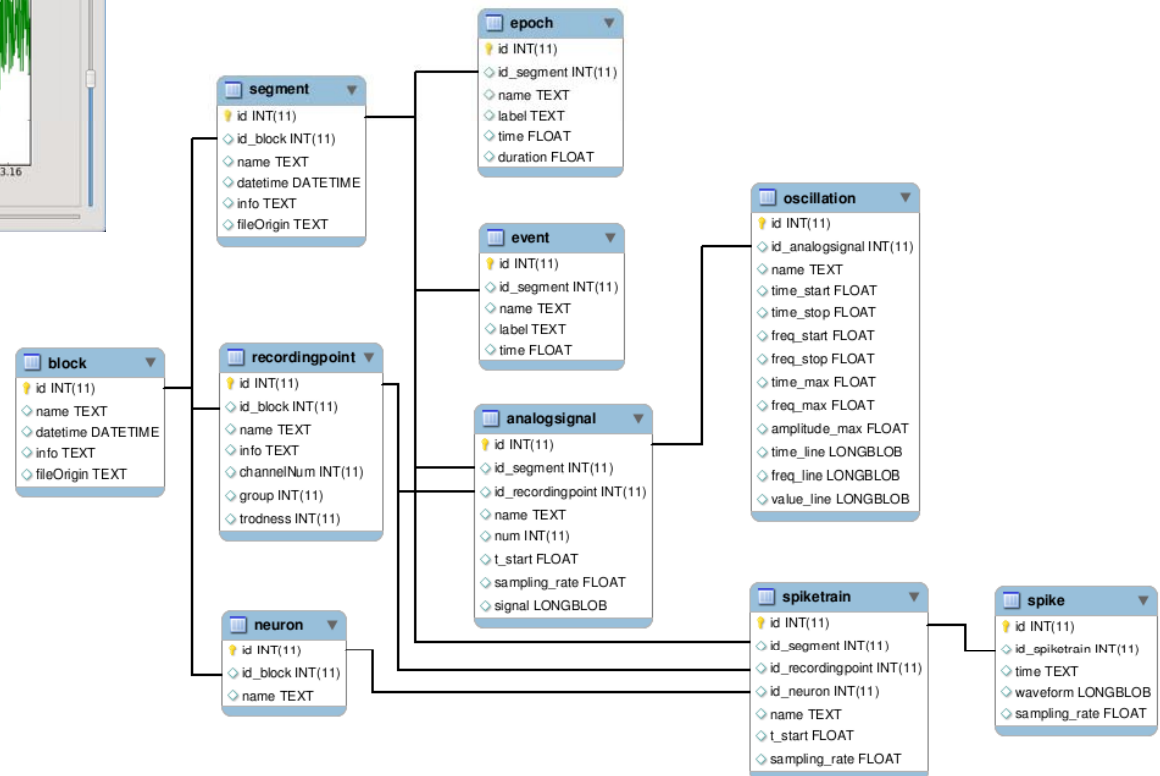 3.16
epoch
id INT(11)
id_segment INT(11)
name TEXT
label TEXT
time FLOAT
duration FLOAT
segment
id INT(11)
id_block INT(11)
name TEXT
datetime DATETIME
info TEXT
fileOrigin TEXT
event
id INT(11)
id_segment INT(11)
name TEXT
label TEXT
time FLOAT
oscillation
id INT(11)
id_analogsignal INT(11)
name TEXT
time_start FLOAT
time_stop FLOAT
freq_start FLOAT
freq_stop FLOAT
time_max FLOAT
freq_max FLOAT
amplitude_max FLOAT
time_line LONGBLOB
freq_line LONGBLOB
value_line LONGBLOB
block
id INT(11)
name TEXT
datetime DATETIME
info TEXT
fileOrigin TEXT
recordingpoint
id INT(11)
id_block INT(11)
name TEXT
info TEXT
channelNum INT(11)
group INT(11)
trodness INT(11)
analogsignal
id INT(11)
id_segment INT(11)
id_recordingpoint INT(11)
name TEXT
num INT(11)
t_start FLOAT
sampling_rate FLOAT
signal LONGBLOB
neuron
id INT(11)
id_block INT(11)
name TEXT
spiketrain
id INT(11)
id_segment INT(11)
id_recordingpoint INT(11)
id_neuron INT(11)
name TEXT
t_start FLOAT
sampling_rate FLOAT
spike
id INT(11)
id_spiketrain INT(11)
time TEXT
waveform LONGBLOB
sampling_rate FLOAT